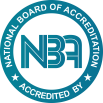 NATIONAL BOARD OF ACCREDITATION
NBA
ACCREDITED BY